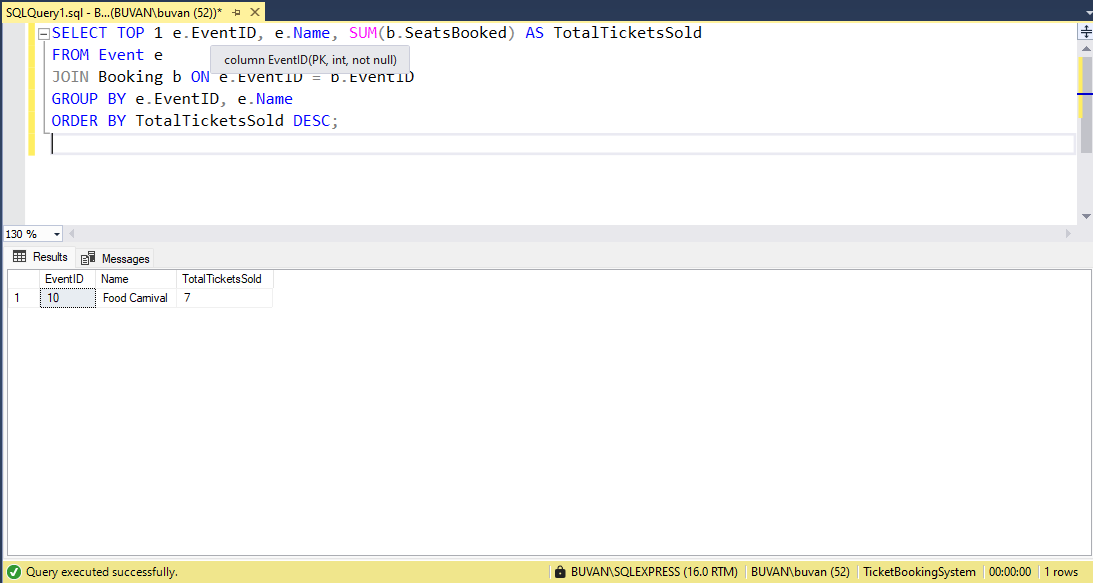 SQLQuery1.sql - B...(BUVAN\buvan (52))*
SELECT TOP 1 e.EventID, e.Name, SUM(b.SeatsBooked) AS TotalTicketsSold
FROM Event e
column EventID(PK, int, not null)
JOIN Booking b ON e.EventID = b.EventID
GROUP BY e.EventID, e.Name
ORDER BY TotalTicketsSold DESC;
130 %
Results Messages
EventID Name TotalTicketsSold
1 10 Food Carnival 7
Query executed successfully. BUVAN\SQLEXPRESS (16.0 RTM) BUVAN\buvan (52) TicketBookingSystem 00:00:00 1 rows